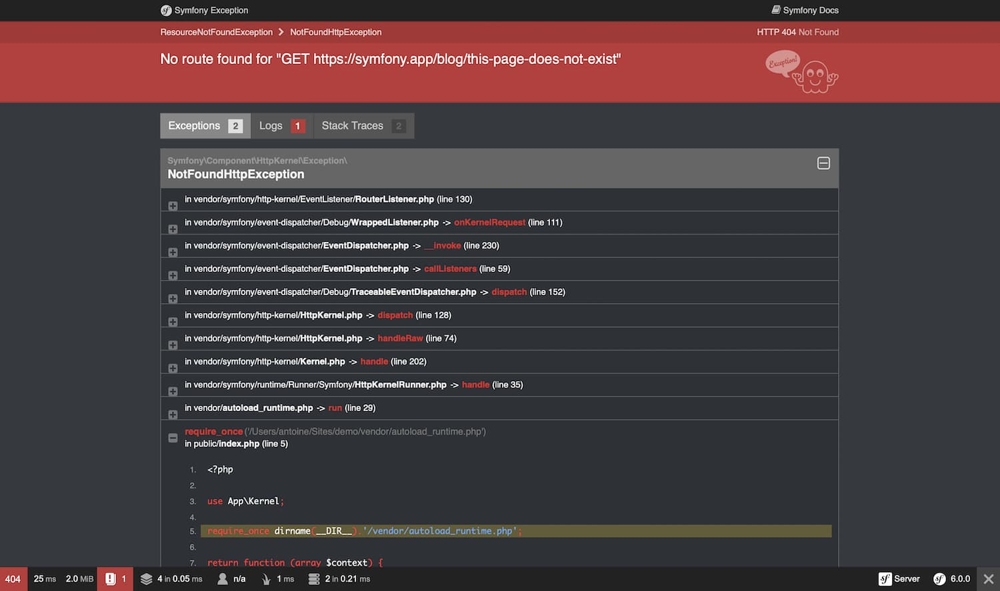 Symfony Exception
Symfony Docs
ResourceNotFoundException > NotFoundHttpException
HTTP 404 Not Found
No route found for "GET https://symfony.app/blog/this-page-does-not-exist"
Exception!
Exceptions 2 Logs 1 Stack Traces 2
Symfony\Component\HttpKernel\Exception\
NotFoundHttpException
in vendor/symfony/http-kernel/EventListener/RouterListener.php (line 130)
in vendor/symfony/event-dispatcher/Debug/WrappedListener.php -> onKernelRequest (line 111)
in vendor/symfony/event-dispatcher/EventDispatcher.php -> __invoke (line 230)
in vendor/symfony/event-dispatcher/EventDispatcher.php -> callListeners (line 59)
in vendor/symfony/event-dispatcher/Debug/TraceableEventDispatcher.php -> dispatch (line 152)
in vendor/symfony/http-kernel/HttpKernel.php -> dispatch (line 128)
in vendor/symfony/http-kernel/HttpKernel.php -> handleRaw (line 74)
in vendor/symfony/http-kernel/Kernel.php -> handle (line 202)
in vendor/symfony/runtime/Runner/Symfony/HttpKernelRunner.php -> handle (line 35)
in vendor/autoload_runtime.php -> run (line 29)
require_once('/Users/antoine/Sites/demo/vendor/autoload_runtime.php')
in public/index.php (line 5)
1. <?php
2.
3. use App\Kernel;
4.
5. require_once dirname(__DIR__).'/vendor/autoload_runtime.php';
6.
7. return function (array $context) {
404 25 ms 2.0 MiB 1 4 in 0.05 ms n/a 1 ms 2 in 0.21 ms sf Server sf 6.0.0